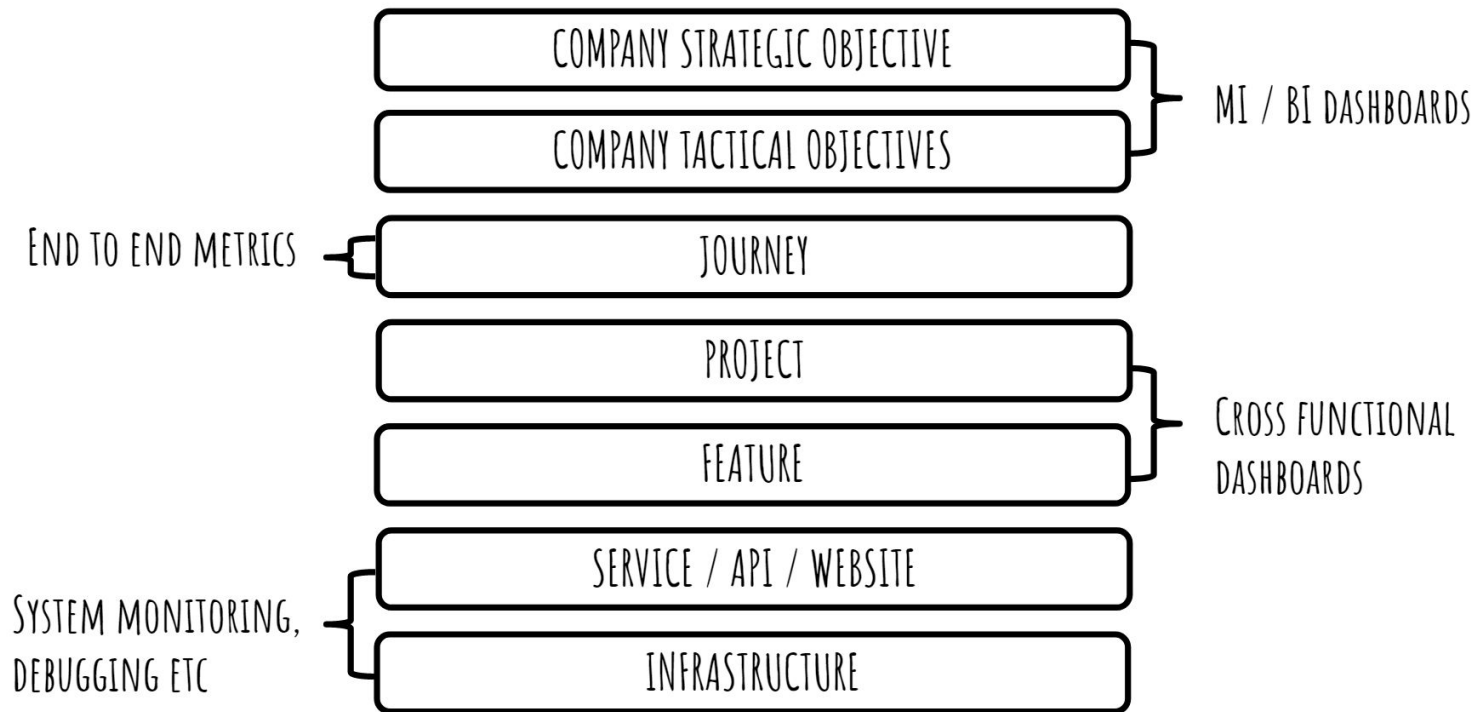 COMPANY STRATEGIC OBJECTIVE
MI / BI DASHBOARDS
COMPANY TACTICAL OBJECTIVES
END TO END METRICS
JOURNEY
PROJECT
CROSS FUNCTIONAL
DASHBOARDS
FEATURE
SERVICE / API / WEBSITE
SYSTEM MONITORING,
DEBUGGING ETC
INFRASTRUCTURE